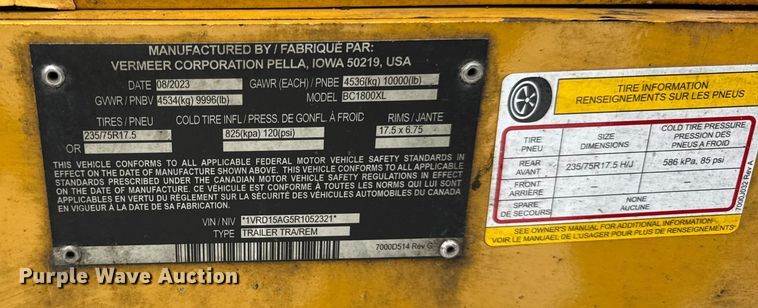 MANUFACTURED BY / FABRIQUÉ PAR:
VERMEER CORPORATION PELLA, IOWA 50219, USA
DATE 08/2023 GAWR (EACH) / PNBE 4536(kg) 10000(lb)
GVWR / PNBV 4534(kg) 9996(lb) MODEL BC1800XL
TIRES / PNEU COLD TIRE INFL / PRESS. DE GONFL. À FROID RIMS / JANTE
235/75R17.5 825(kpa) 120(psi) 17.5 x 6.75
OR
THIS VEHICLE CONFORMS TO ALL APPLICABLE FEDERAL MOTOR VEHICLE SAFETY STANDARDS IN
EFFECT ON THE DATE OF MANUFACTURE SHOWN ABOVE. THIS VEHICLE CONFORMS TO ALL APPLICABLE
STANDARDS PRESCRIBED UNDER THE CANADIAN MOTOR VEHICLE SAFETY REGULATIONS IN EFFECT
ON THE DATE OF MANUFACTURE. CE VÉHICULE EST CONFORME À TOUTES LES NORMES QUI LUI SONT
APPLICABLES EN VERTU DU RÈGLEMENT SUR LA SÉCURITÉ DES VÉHICULES AUTOMOBILES DU CANADA
EN VIGUEUR À LA DATE DE SA FABRICATION.
VIN / NIV *1VRD15AG5R1052321*
TYPE TRAILER TRA/REM
7000D514 Rev G
TIRE INFORMATION
RENSEIGNEMENTS SUR LES PNEUS
TIRE
PNEU
SIZE
DIMENSIONS
COLD TIRE PRESSURE
PRESSION DES
PNEUS A FROID
REAR
AVANT
235/75R17.5 H/J
586 kPa, 85 psi
FRONT
ARRIÈRE
SPARE
DE SECOURS
NONE
AUCUNE
7000J032 Rev A
SEE OWNER'S MANUAL FOR ADDITIONAL INFORMATION
VOIR LE MANUEL DE L'USAGER POUR PLUS DE RENSEIGNEMENTS
Purple Wave Auction